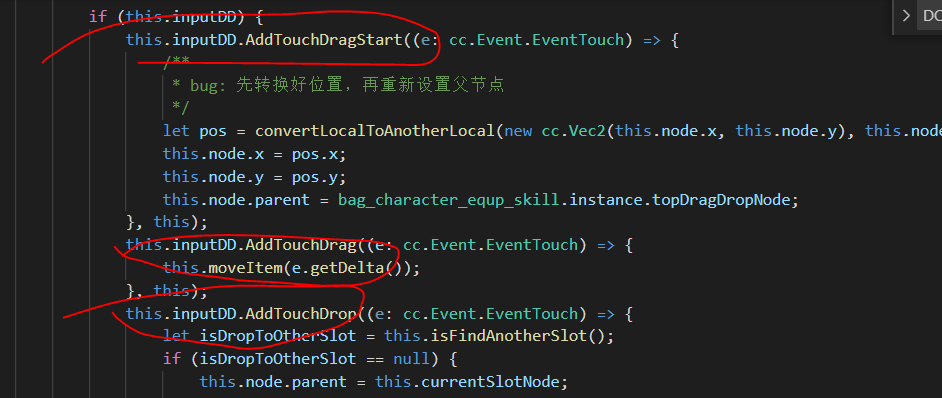 DC
if (this.inputDD) {
this.inputDD.AddTouchDragStart((e: cc.Event.EventTouch) => {
/**
* bug: 先转换好位置，再重新设置父节点
*/
let pos = convertLocalToAnotherLocal(new cc.Vec2(this.node.x, this.node.y), this.node
this.node.x = pos.x;
this.node.y = pos.y;
this.node.parent = bag_character_equp_skill.instance.topDragDropNode;
}, this);
this.inputDD.AddTouchDrag((e: cc.Event.EventTouch) => {
this.moveItem(e.getDelta());
}, this);
this.inputDD.AddTouchDrop((e: cc.Event.EventTouch) => {
let isDropToOtherSlot = this.isFindAnotherSlot();
if (isDropToOtherSlot == null) {
this.node.parent = this.currentSlotNode;